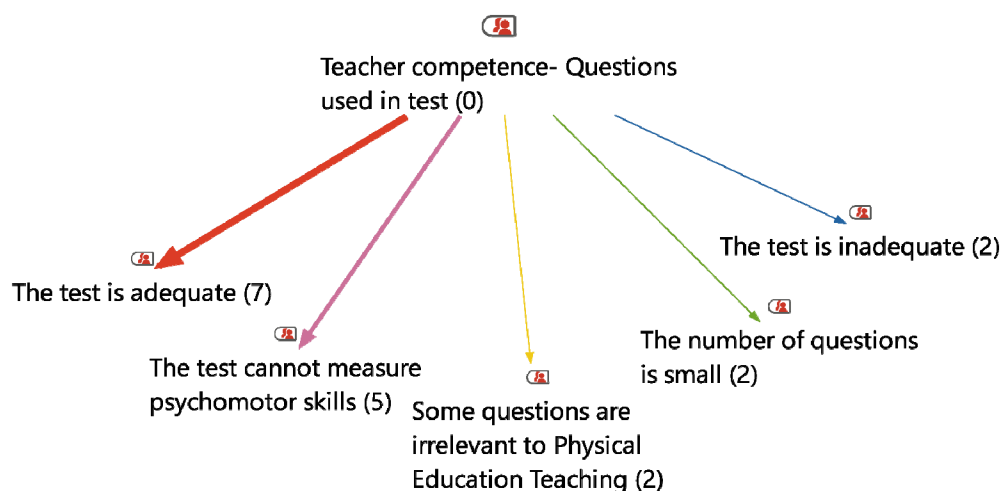 Teacher competence- Questions
used in test (0)
The test is adequate (7)
The test cannot measure
psychomotor skills (5)
Some questions are
irrelevant to Physical
Education Teaching (2)
The number of questions
is small (2)
The test is inadequate (2)